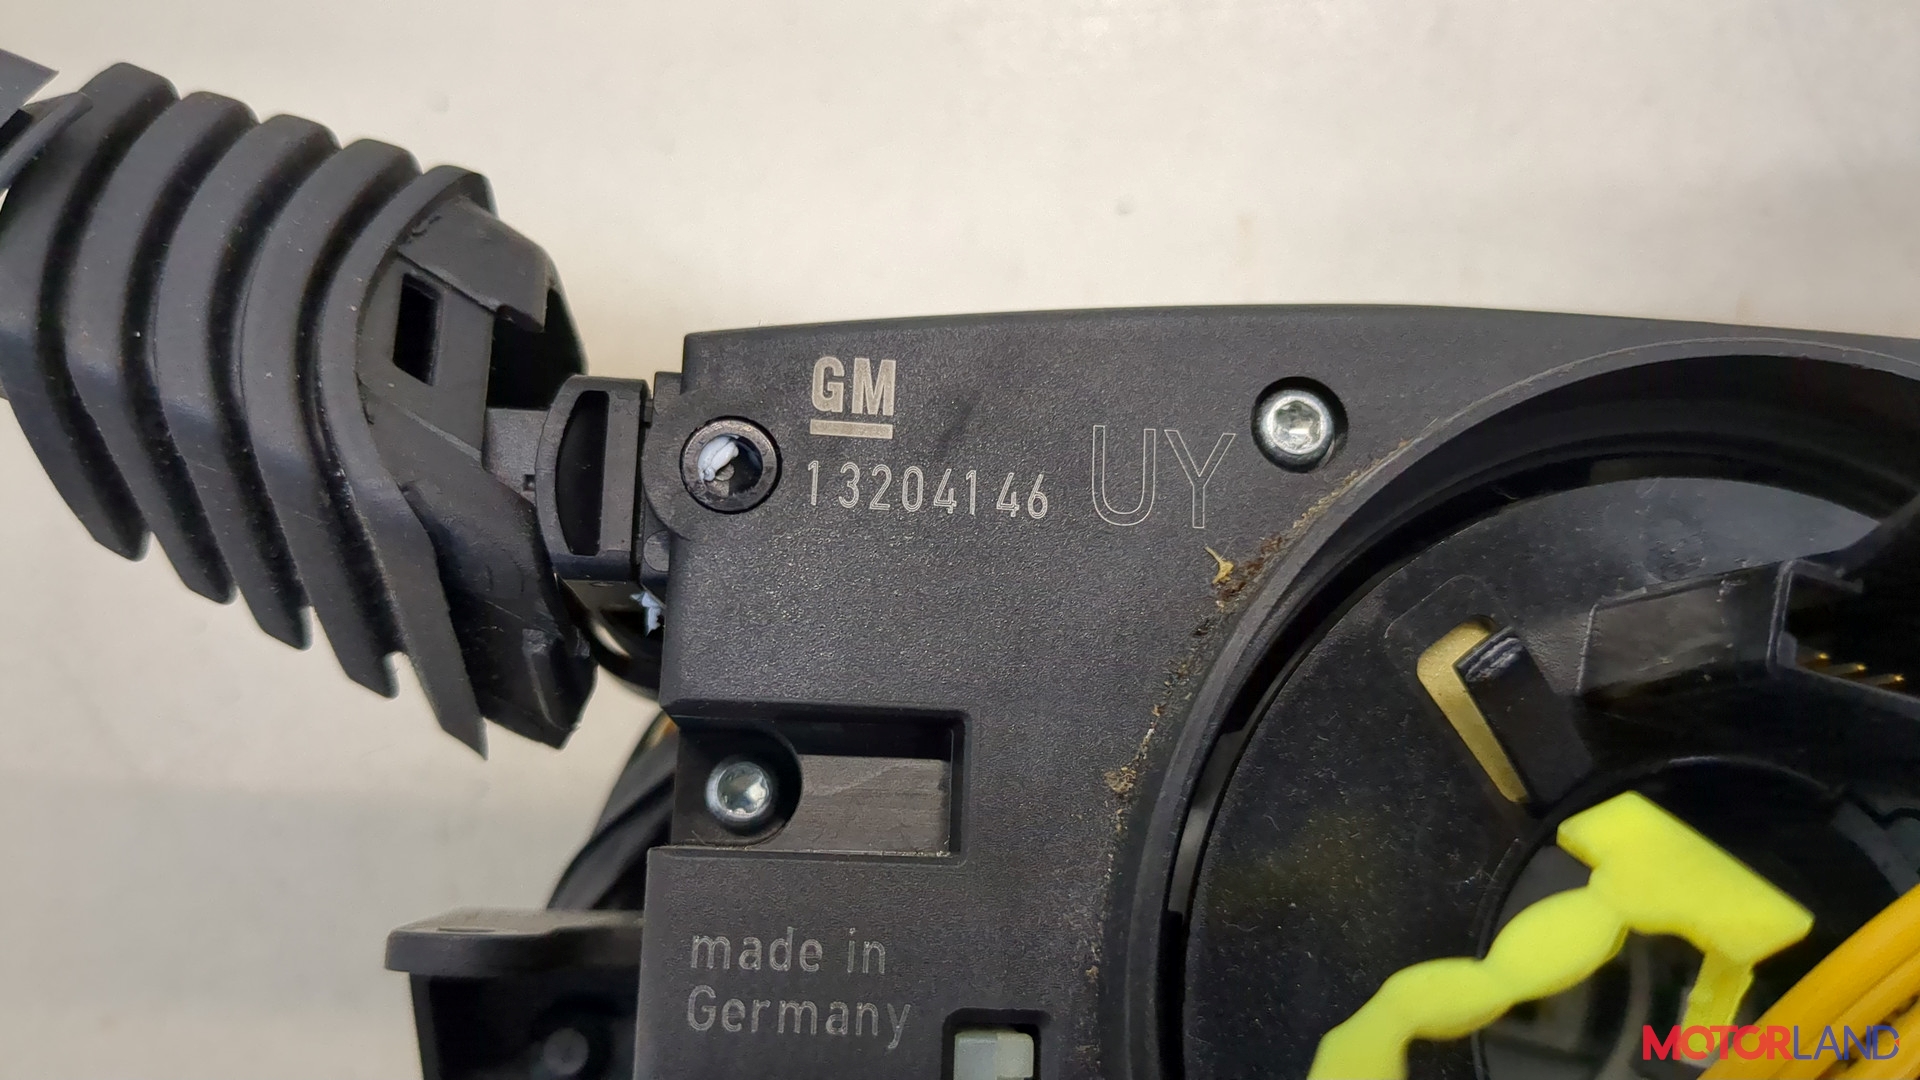 GM
13204146 UY
made in
Germany
MOTORLAND